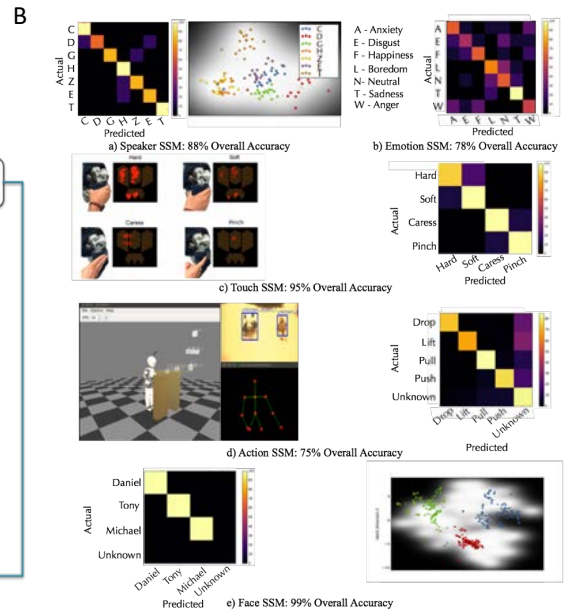 B
C
D
G
H
Z
E
T
Actual
C D G H Z E T
Predicted
a) Speaker SSM: 88% Overall Accuracy
A - Anxiety
E - Disgust
F - Happiness
L - Boredom
N- Neutral
T - Sadness
W - Anger
A
E
F
L
N
T
W
Actual
A E F L N T W
Predicted
b) Emotion SSM: 78% Overall Accuracy
Hard
Soft
Caress
Pinch
Hard
Soft
Caress
Pinch
Actual
Hard Soft Caress Pinch
Predicted
c) Touch SSM: 95% Overall Accuracy
Drop
Lift
Pull
Push
Unknown
Actual
Drop Lift Pull Push Unknown
Predicted
d) Action SSM: 75% Overall Accuracy
Daniel
Tony
Michael
Unknown
Actual
Daniel Tony Michael Unknown
Predicted
e) Face SSM: 99% Overall Accuracy